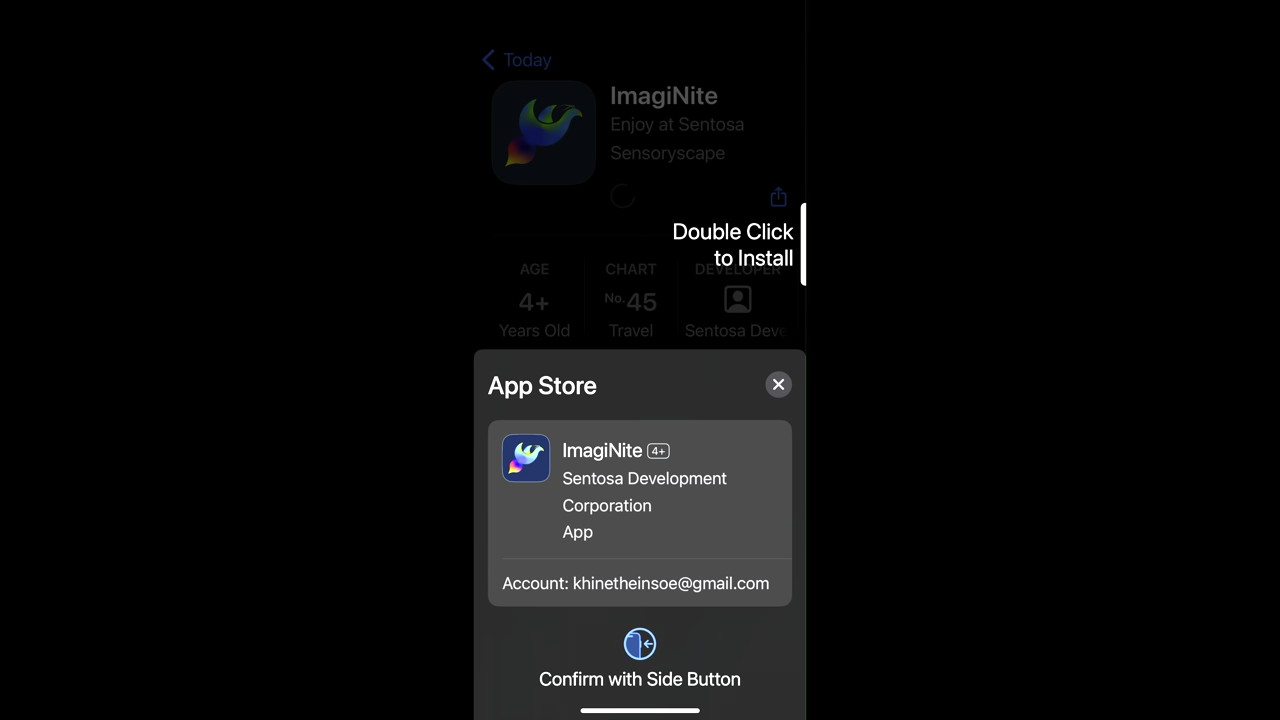 Today
ImagiNite
Enjoy at Sentosa
Sensoryscape
Double Click
to Install
AGE
CHART
DEVELOPER
4+
No.45
Years Old
Travel
Sentosa Deve
App Store
ImagiNite 4+
Sentosa Development
Corporation
App
Account: khinetheinsoe@gmail.com
Confirm with Side Button